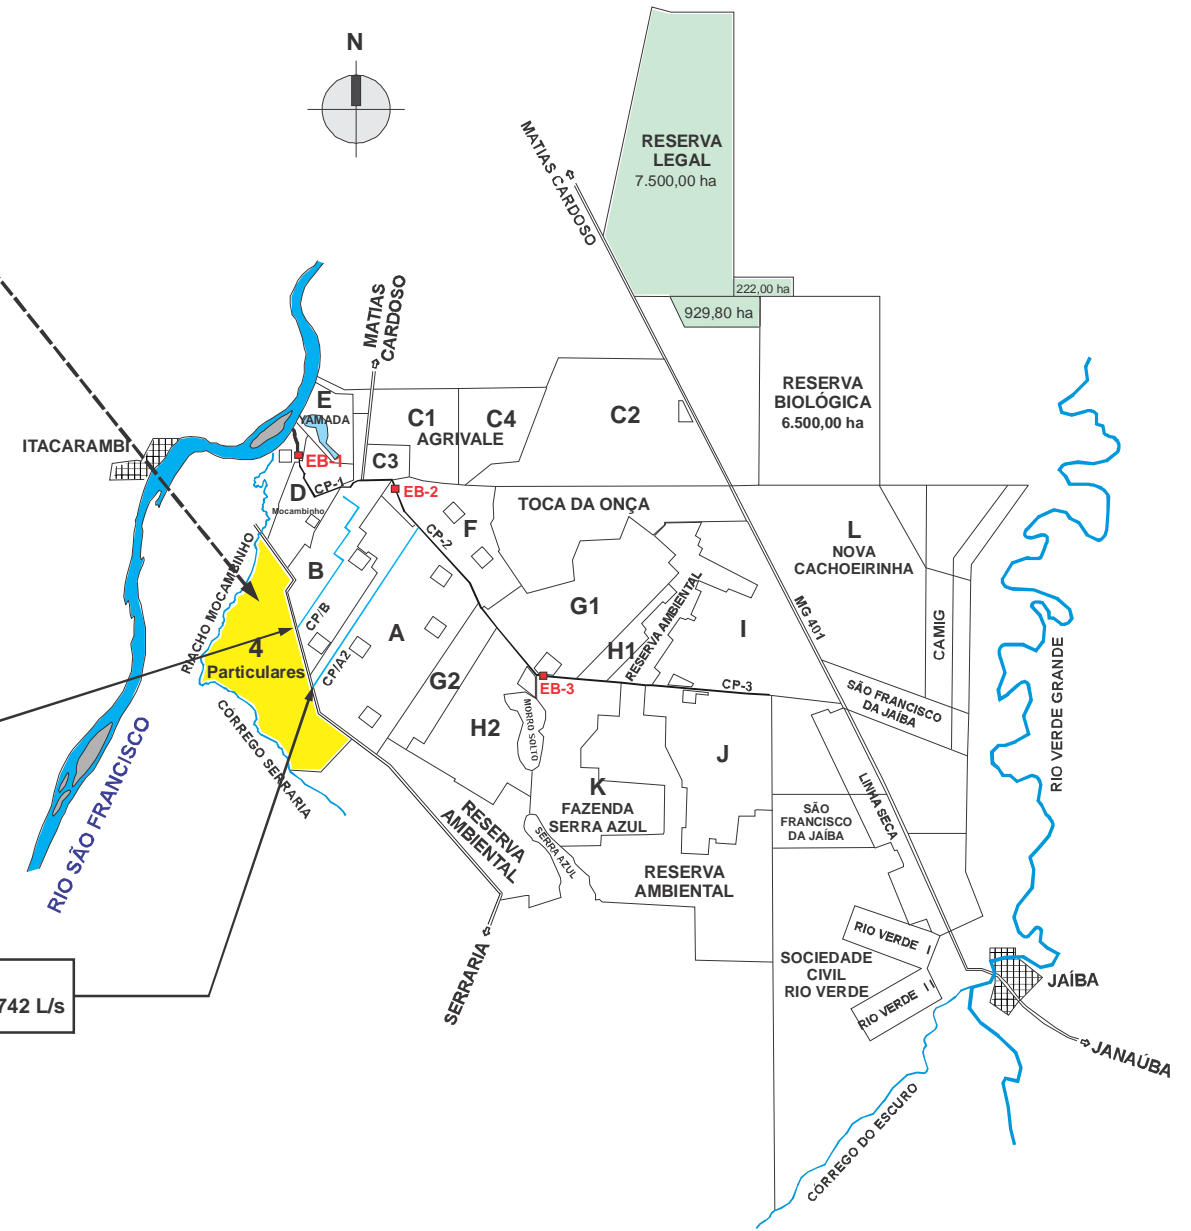 N
MATIAS CARDOSO
RESERVA
LEGAL
7.500,00 ha
222,00 ha
929,80 ha
MATIAS
CARDOSO
RESERVA
BIOLÓGICA
6.500,00 ha
E
YAMADA
C1
C4
AGRIVALE
C2
C3
ITACARAMBI
EB-1
CP-1
EB-2
D
Mocambinho
CP-2
F
TOCA DA ONÇA
L
NOVA
CACHOEIRINHA
RIACHO MOCAMBINHO
B
CP/B
A
CP/A2
G1
H1
RESERVA AMBIENTAL
I
MG 401
CAMIG
RIO VERDE GRANDE
4
Particulares
G2
EB-3
CP-3
SÃO FRANCISCO
DA JAÍBA
CÓRREGO SERRARIA
H2
MORRO SOLTO
J
RIO SÃO FRANCISCO
K
FAZENDA
SERRA AZUL
LINHA SECA
SÃO
FRANCISCO
DA JAÍBA
RESERVA
AMBIENTAL
SERRA AZUL
RESERVA
AMBIENTAL
SERRARIA
SOCIEDADE
CIVIL
RIO VERDE
RIO VERDE I
RIO VERDE II
JAÍBA
742 L/s
JANAÚBA
CÓRREGO DO ESCURO